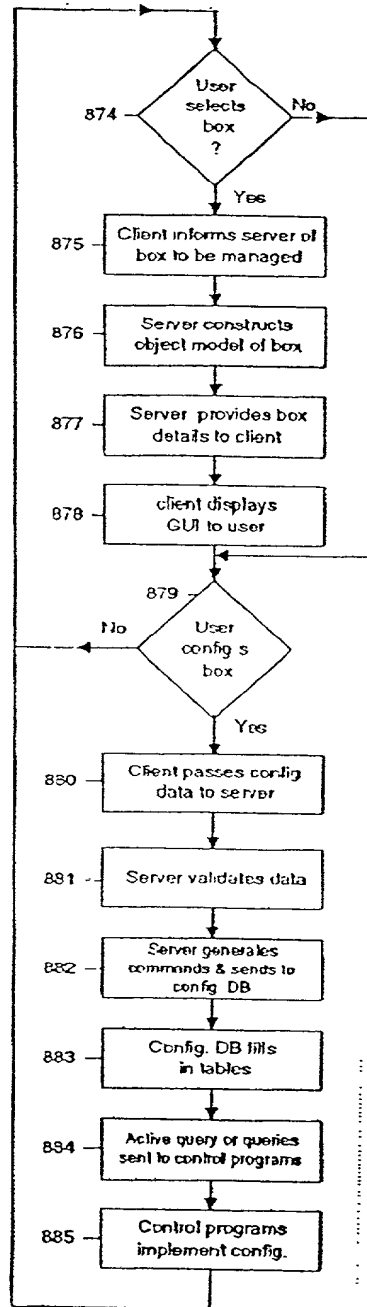 User
selects
box
?
874
No
Yes
875
Client informs server of
box to be managed
876
Server constructs
object model of box
877
Server provides box
details to client
878
client displays
GUI to user
879
User
config s
box
No
Yes
880
Client passes config
data to server
881
Server validates data
882
Server generates
commands & sends to
config. DB
883
Config. DB fills
in tables
884
Active query or queries
sent to control programs
885
Control programs
implement config.